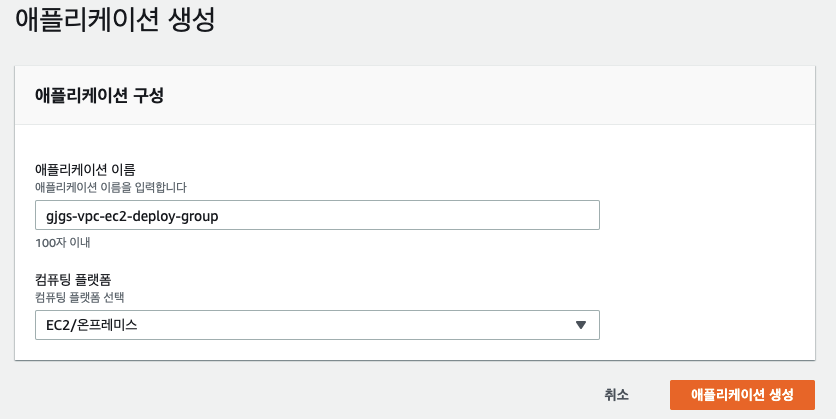 애플리케이션 생성
애플리케이션 구성
애플리케이션 이름
애플리케이션 이름을 입력합니다
gjgs-vpc-ec2-deploy-group
100자 이내
컴퓨팅 플랫폼
컴퓨팅 플랫폼 선택
EC2/온프레미스
취소
애플리케이션 생성